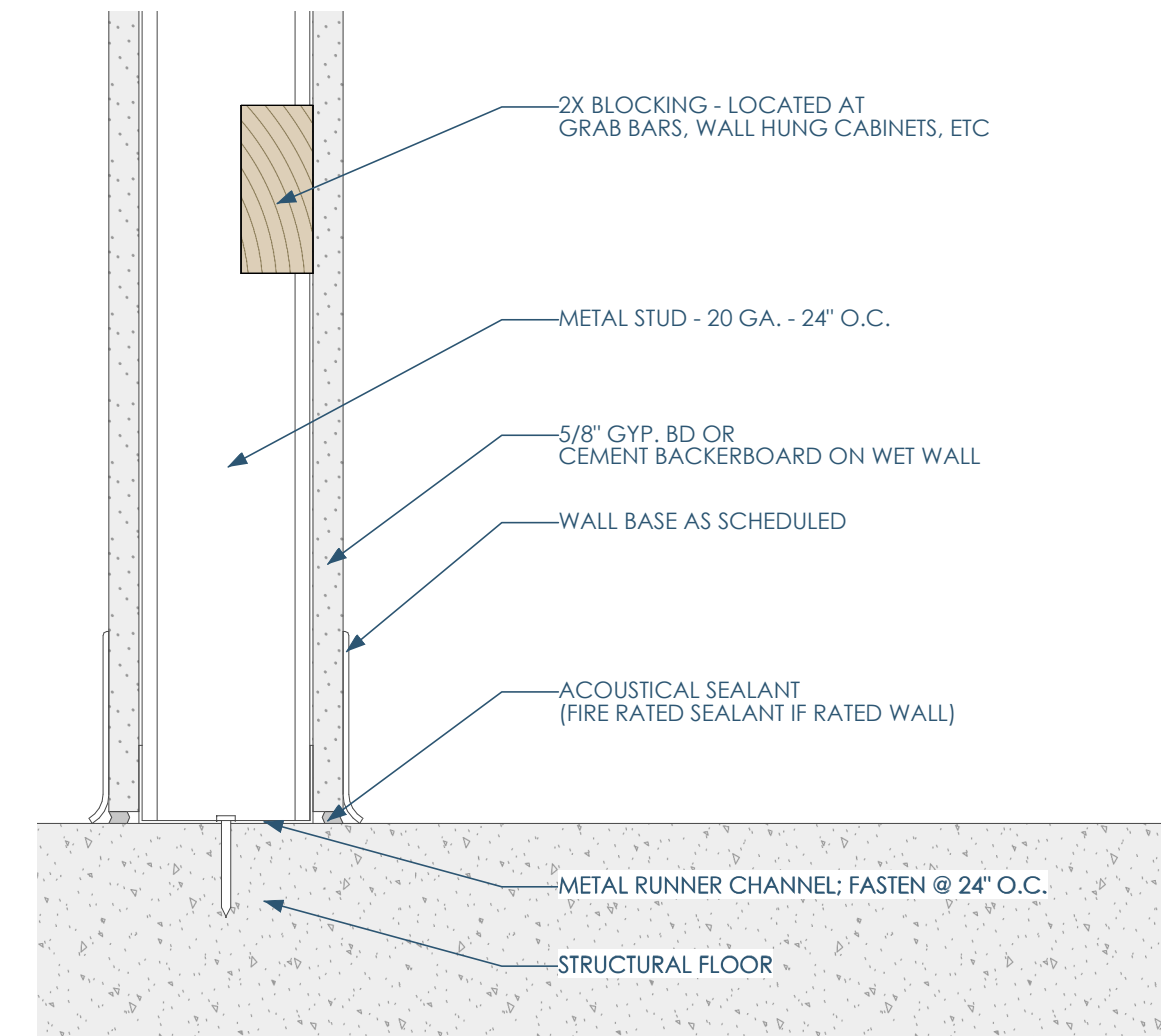 2X BLOCKING - LOCATED AT
GRAB BARS, WALL HUNG CABINETS, ETC
METAL STUD - 20 GA. - 24" O.C.
5/8" GYP. BD OR
CEMENT BACKERBOARD ON WET WALL
WALL BASE AS SCHEDULED
ACOUSTICAL SEALANT
(FIRE RATED SEALANT IF RATED WALL)
METAL RUNNER CHANNEL; FASTEN @ 24" O.C.
STRUCTURAL FLOOR